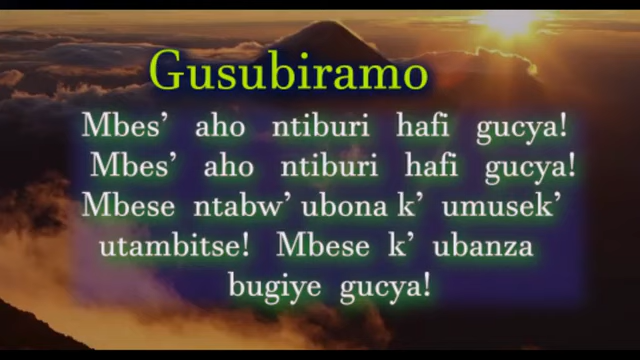 Gusubiramo
Mbes’ aho ntiburi hafi gucya!
Mbes’ aho ntiburi hafi gucya!
Mbese ntabw’ ubona k’ umusek’
utambitse! Mbese k’ ubanza
bugiye gucya!